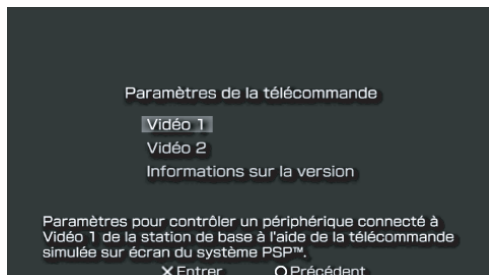 Paramètres de la télécommande
Vidéo 1
Vidéo 2
Informations sur la version
Paramètres pour contrôler un périphérique connecté à
Vidéo 1 de la station de base à l'aide de la télécommande
simulée sur écran du système PSP™.
Entrer Précédent